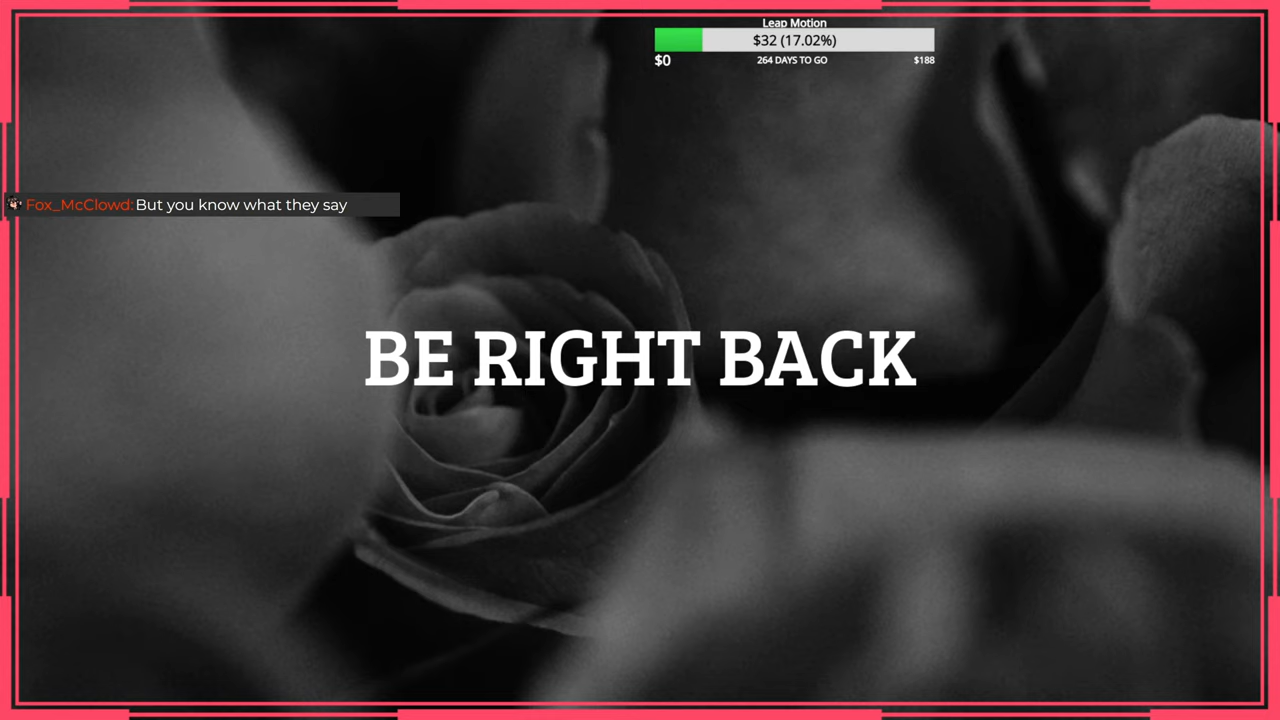 Leap Motion
$32 (17.02%)
$0 264 DAYS TO GO $188
Fox_McClowd: But you know what they say
BE RIGHT BACK